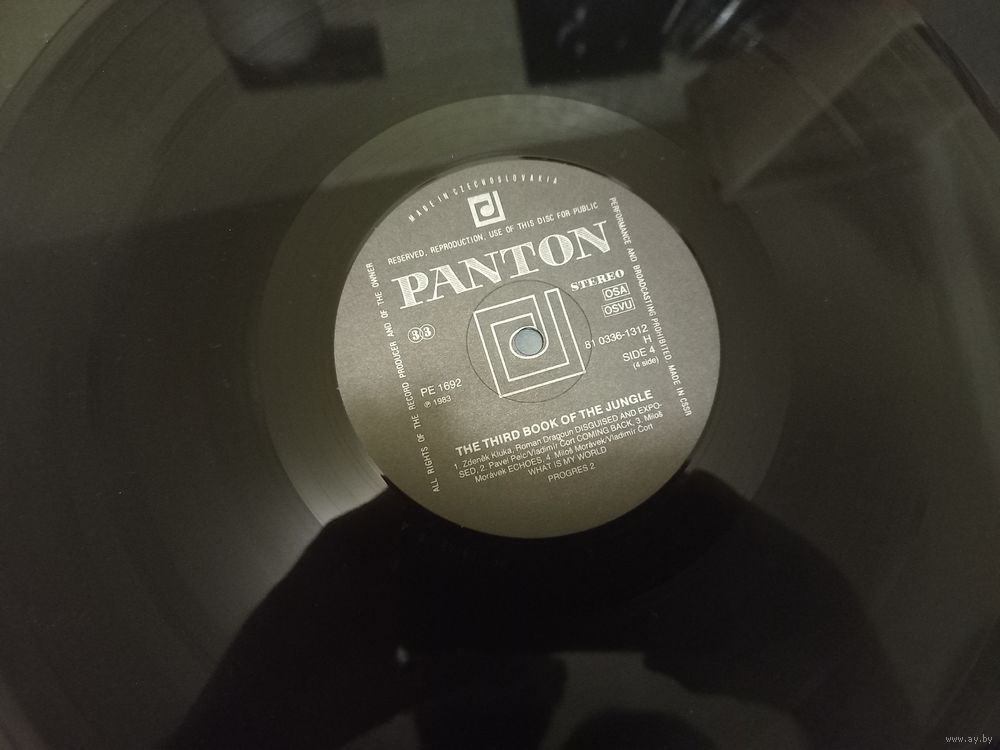 MADE IN CZECHOSLOVAKIA
ALL RIGHTS OF THE RECORD PRODUCER AND OF THE OWNER
RESERVED. REPRODUCTION, USE OF THIS DISC FOR PUBLIC
PERFORMANCE AND BROADCASTING PROHIBITED. MADE IN CSSR
PANTON
STEREO
OSA
OSVU
33
81 0336-1312
H
SIDE 4
(4 side)
PE 1692
℗ 1983
THE THIRD BOOK OF THE JUNGLE
1. Zdeněk Kluka, Roman Dragoun DISGUISED AND EXPO-
SED, 2. Pavel Pelc/Vladimír Čort COMING BACK, 3. Miloš
Morávek ECHOES, 4. Miloš Morávek/Vladimír Čort
WHAT IS MY WORLD
PROGRES 2
www.ay.by